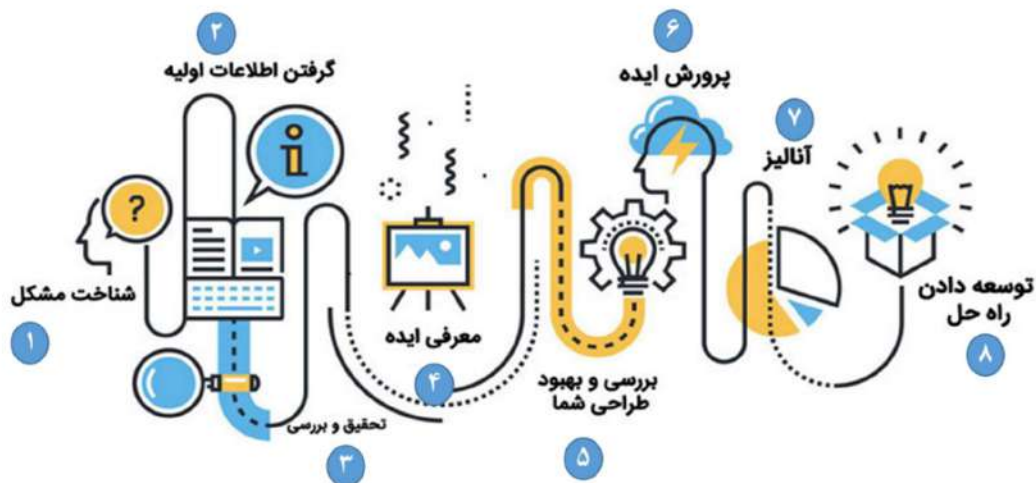 ۱
شناخت مشکل
?
۲
گرفتن اطلاعات اولیه
i
۳
تحقیق و بررسی
۴
معرفی ایده
۵
بررسی و بهبود
طراحی شما
۶
پرورش ایده
۷
آنالیز
۸
توسعه دادن
راه حل